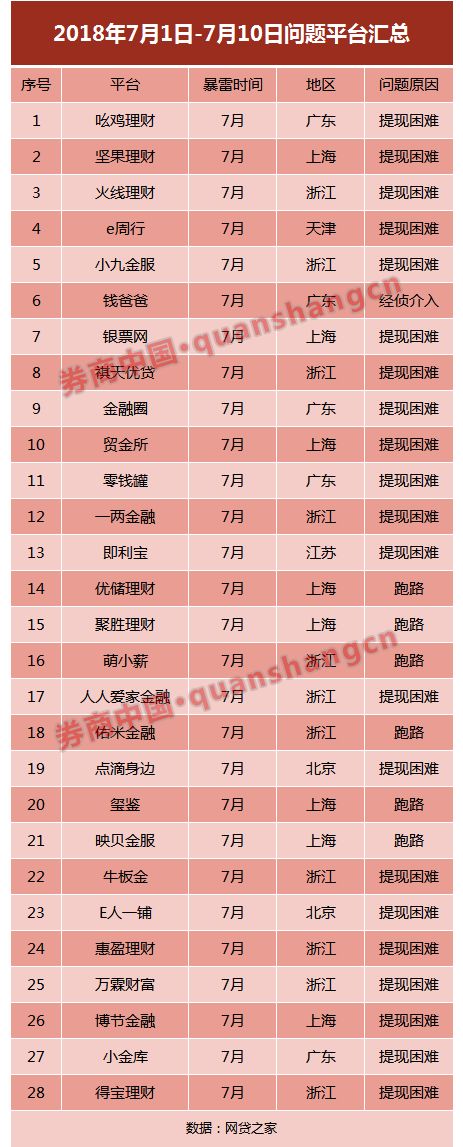 2018年7月1日-7月10日问题平台汇总
序号 平台 暴雷时间 地区 问题原因
1 吆鸡理财 7月 广东 提现困难
2 坚果理财 7月 上海 提现困难
3 火线理财 7月 浙江 提现困难
4 e周行 7月 天津 提现困难
5 小九金服 7月 浙江 提现困难
6 钱爸爸 7月 广东 经侦介入
7 银票网 7月 上海 提现困难
8 祺天优贷 7月 浙江 提现困难
9 金融圈 7月 广东 提现困难
10 贸金所 7月 上海 提现困难
11 零钱罐 7月 广东 提现困难
12 一两金融 7月 浙江 提现困难
13 即利宝 7月 江苏 提现困难
14 优储理财 7月 上海 跑路
15 聚胜理财 7月 上海 跑路
16 萌小薪 7月 浙江 跑路
17 人人爱家金融 7月 浙江 提现困难
18 佑米金融 7月 浙江 跑路
19 点滴身边 7月 北京 提现困难
20 玺鉴 7月 上海 跑路
21 映贝金服 7月 上海 跑路
22 牛板金 7月 浙江 提现困难
23 E人一铺 7月 北京 提现困难
24 惠盈理财 7月 浙江 提现困难
25 万霖财富 7月 浙江 提现困难
26 博节金融 7月 上海 提现困难
27 小金库 7月 广东 提现困难
28 得宝理财 7月 浙江 提现困难
数据：网贷之家
券商中国·quanshangcn
券商中国·quanshangcn